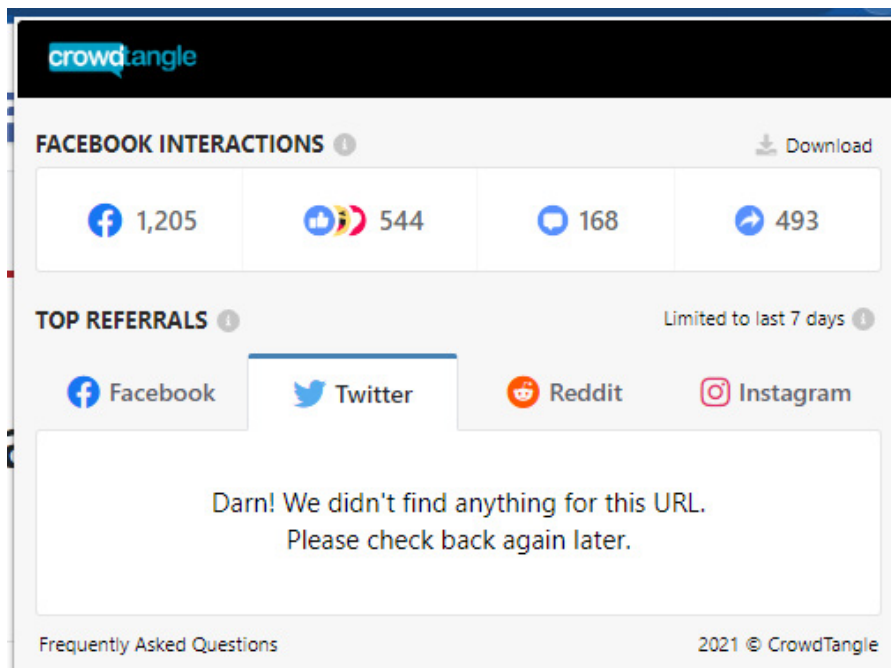 crowdtangle
FACEBOOK INTERACTIONS
Download
1,205 544 168 493
TOP REFERRALS
Limited to last 7 days
Facebook Twitter Reddit Instagram
Darn! We didn't find anything for this URL.
Please check back again later.
Frequently Asked Questions
2021 © CrowdTangle